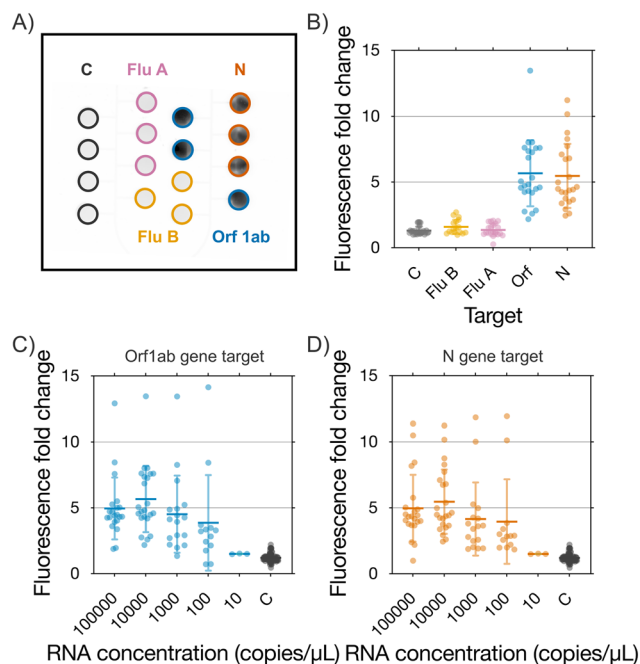 A)
C
Flu A
N
Flu B
Orf 1ab
B)
Fluorescence fold change
15
10
5
0
C
Flu B
Flu A
Orf
N
Target
C)
Orf1ab gene target
Fluorescence fold change
15
10
5
0
100000
10000
1000
100
10
C
RNA concentration (copies/µL)
D)
N gene target
Fluorescence fold change
15
10
5
0
100000
10000
1000
100
10
C
RNA concentration (copies/µL)